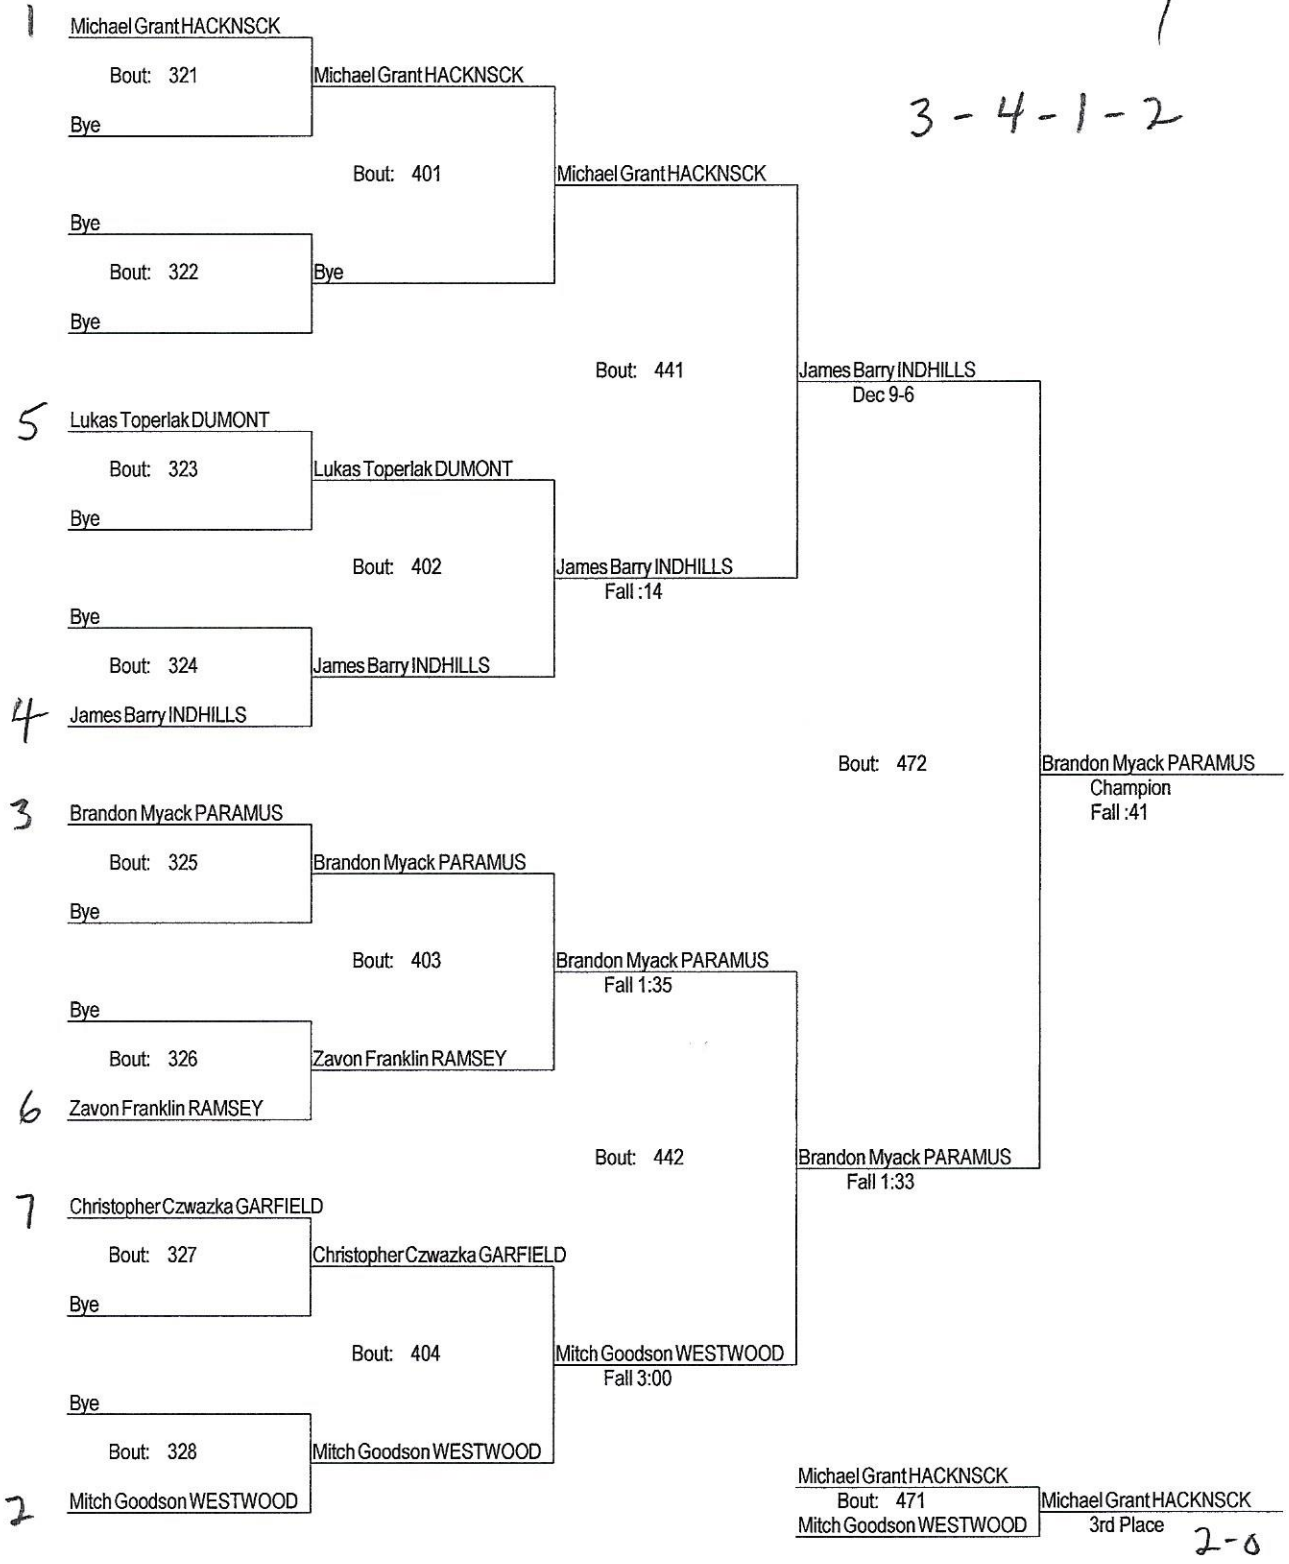 1 Michael Grant HACKNSCK
Bout: 321
Michael Grant HACKNSCK
Bye
3 - 4 - 1 - 2
Bout: 401
Michael Grant HACKNSCK
Bye
Bout: 322
Bye
Bye
Bout: 441
James Barry INDHILLS
Dec 9-6
5 Lukas Toperlak DUMONT
Bout: 323
Lukas Toperlak DUMONT
Bye
Bout: 402
James Barry INDHILLS
Fall :14
Bye
Bout: 324
James Barry INDHILLS
4 James Barry INDHILLS
Bout: 472
Brandon Myack PARAMUS
Champion
Fall :41
3 Brandon Myack PARAMUS
Bout: 325
Brandon Myack PARAMUS
Bye
Bout: 403
Brandon Myack PARAMUS
Fall 1:35
Bye
Bout: 326
Zavon Franklin RAMSEY
6 Zavon Franklin RAMSEY
Bout: 442
Brandon Myack PARAMUS
Fall 1:33
7 Christopher Czwazka GARFIELD
Bout: 327
Christopher Czwazka GARFIELD
Bye
Bout: 404
Mitch Goodson WESTWOOD
Fall 3:00
Bye
Bout: 328
Mitch Goodson WESTWOOD
2 Mitch Goodson WESTWOOD
Michael Grant HACKNSCK
Bout: 471
Michael Grant HACKNSCK
Mitch Goodson WESTWOOD
3rd Place
2-0